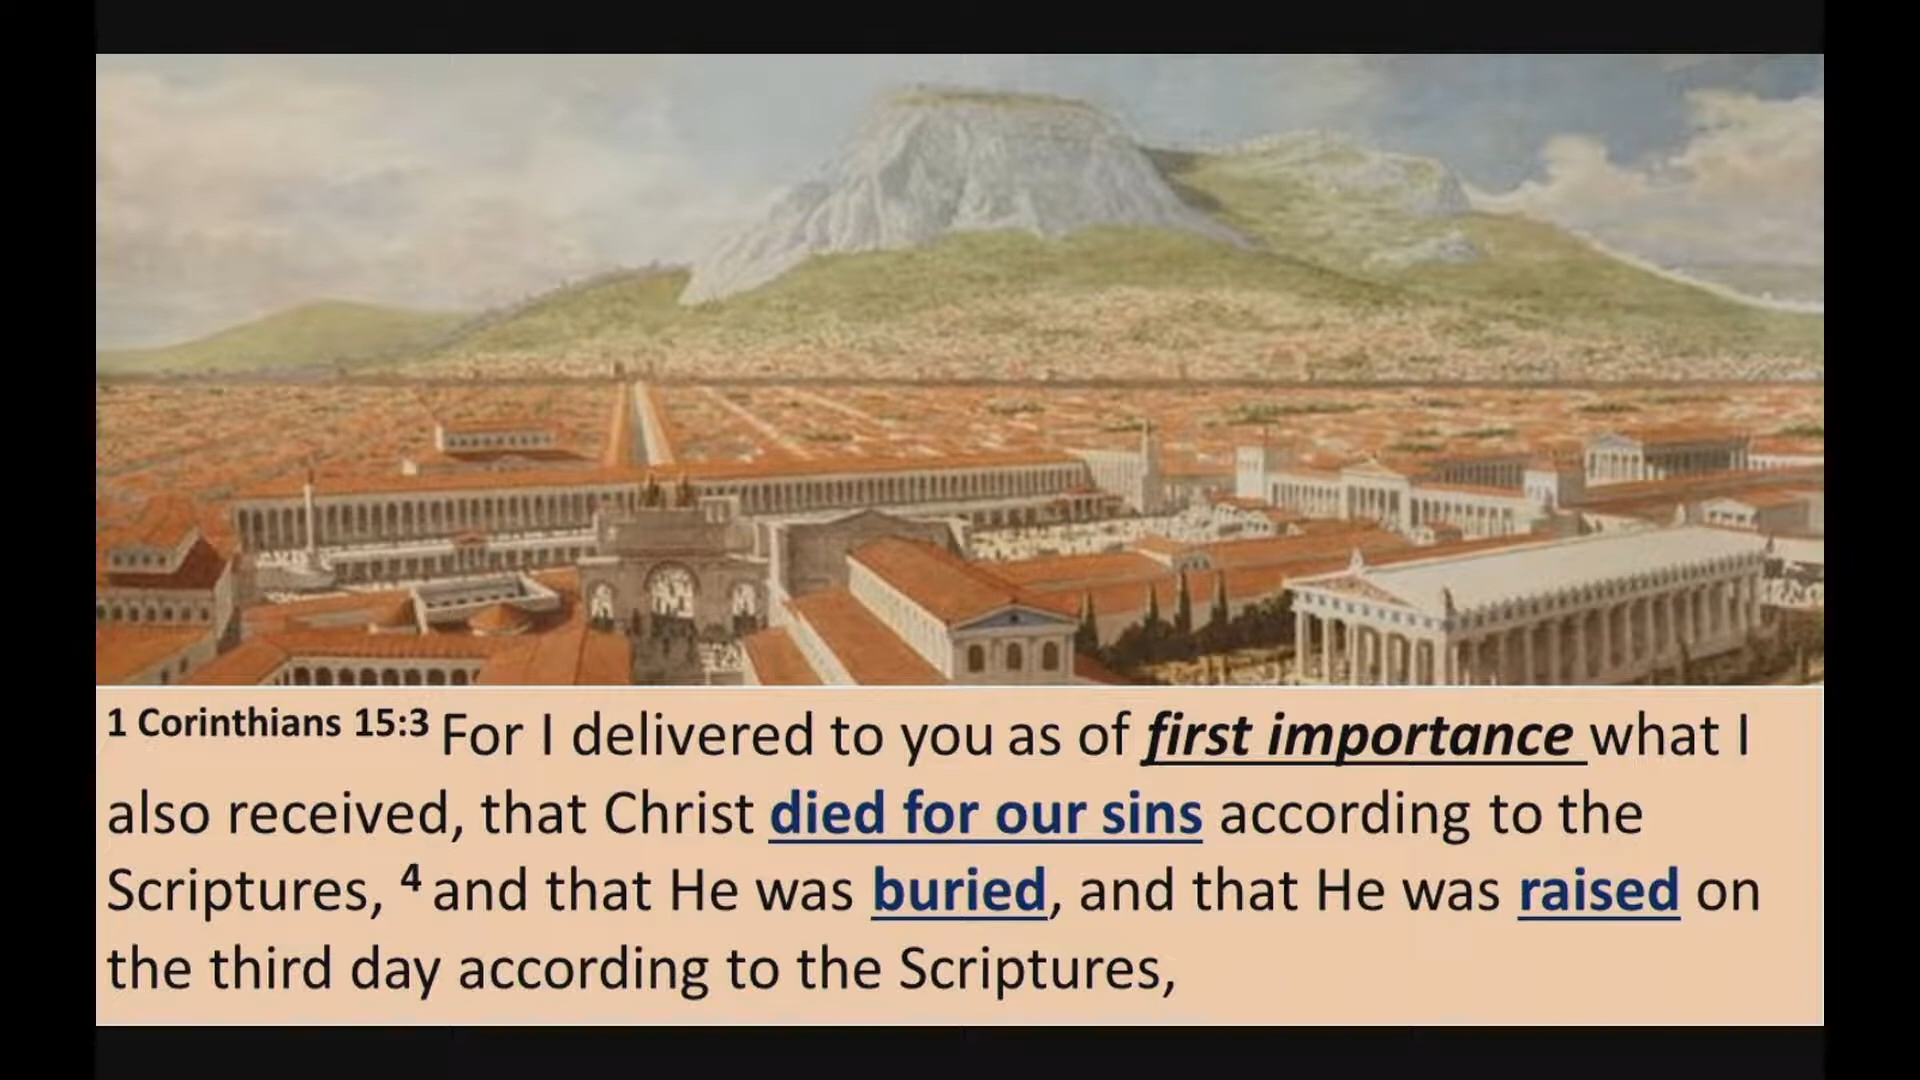 1 Corinthians 15:3 For I delivered to you as of first importance what I
also received, that Christ died for our sins according to the
Scriptures, 4 and that He was buried, and that He was raised on
the third day according to the Scriptures,